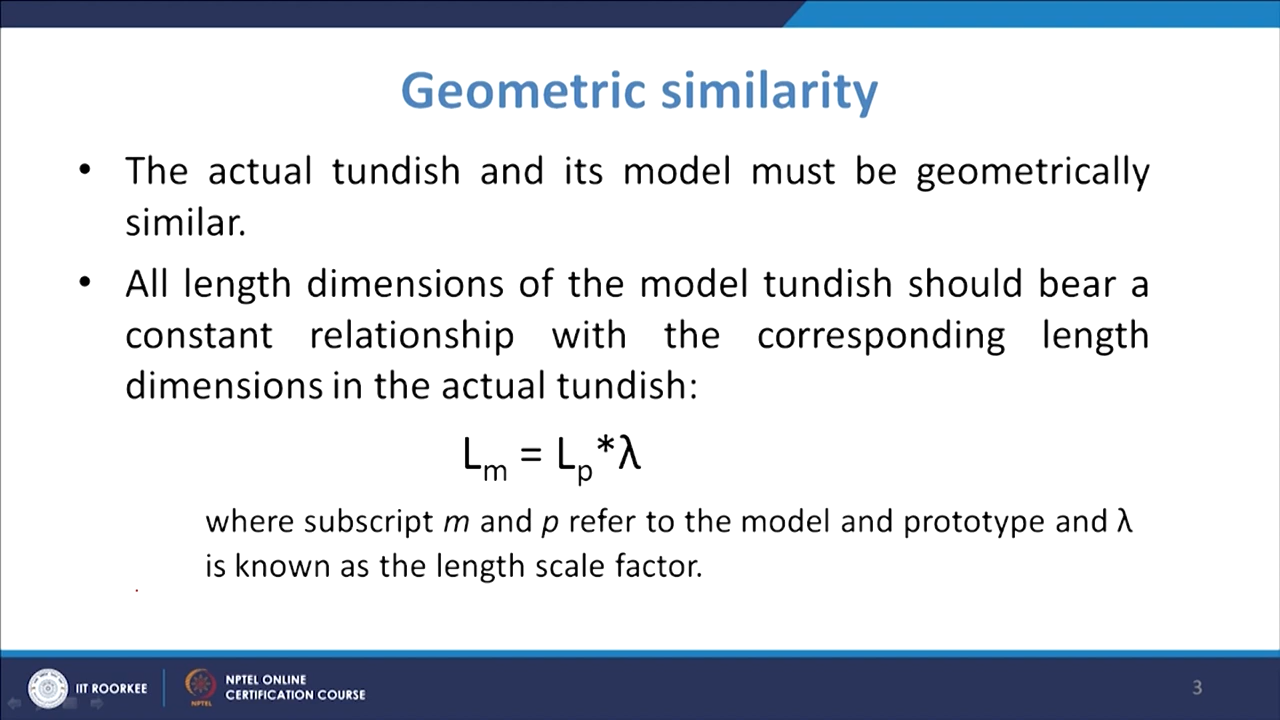 Geometric similarity
• The actual tundish and its model must be geometrically
similar.
• All length dimensions of the model tundish should bear a
constant relationship with the corresponding length
dimensions in the actual tundish:
Lm = Lp*λ
where subscript m and p refer to the model and prototype and λ
is known as the length scale factor.
IIT ROORKEE
NPTEL
NPTEL ONLINE
CERTIFICATION COURSE
3